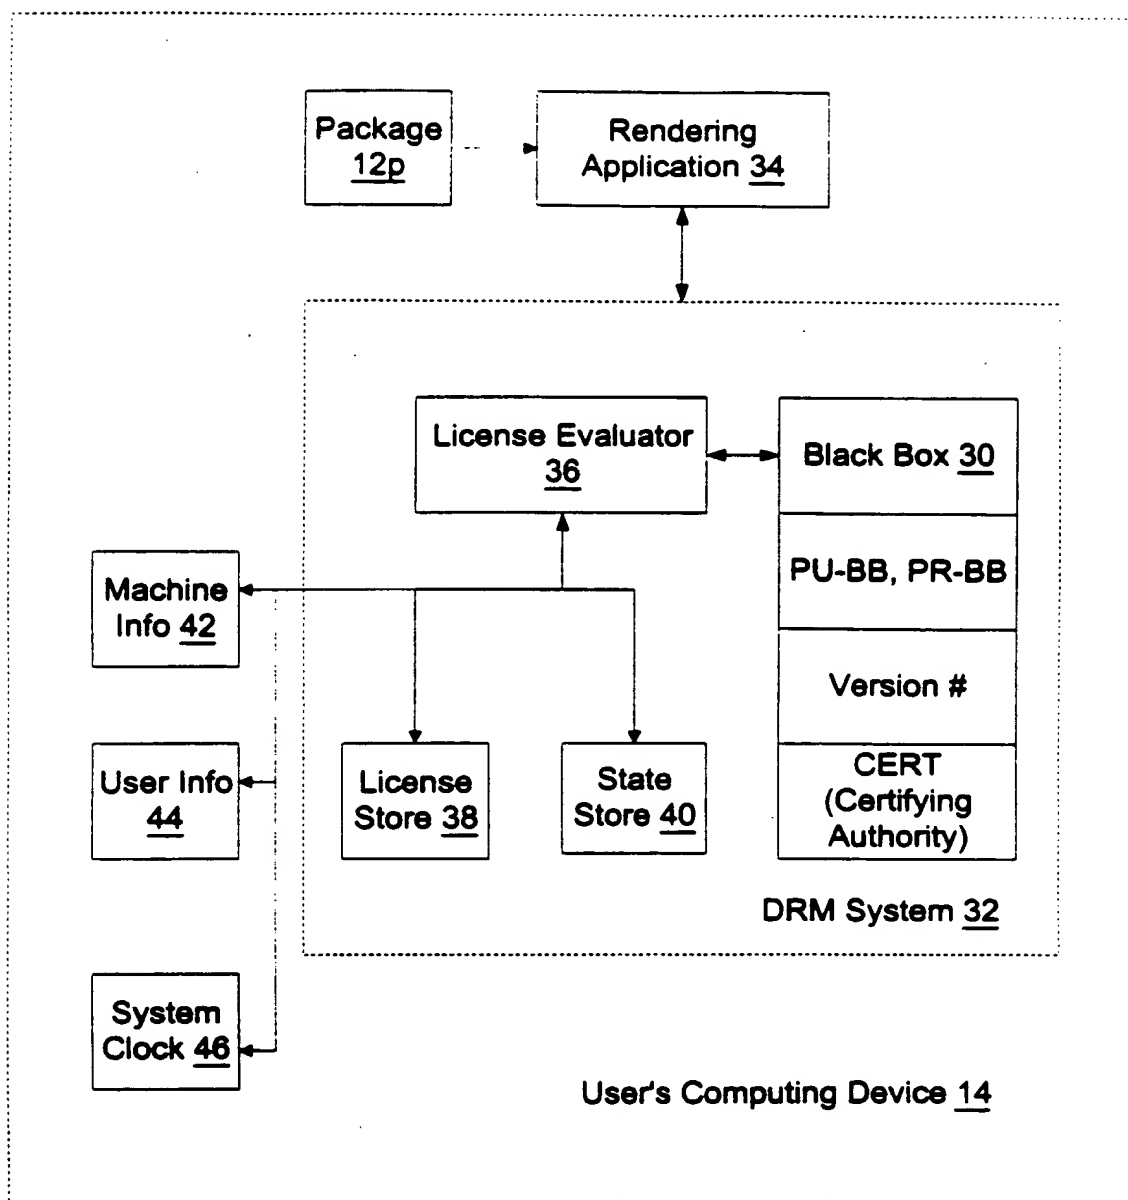 Package
12p
Rendering
Application 34
License Evaluator
36
Black Box 30
PU-BB, PR-BB
Version #
CERT
(Certifying
Authority)
Machine
Info 42
User Info
44
License
Store 38
State
Store 40
DRM System 32
System
Clock 46
User's Computing Device 14